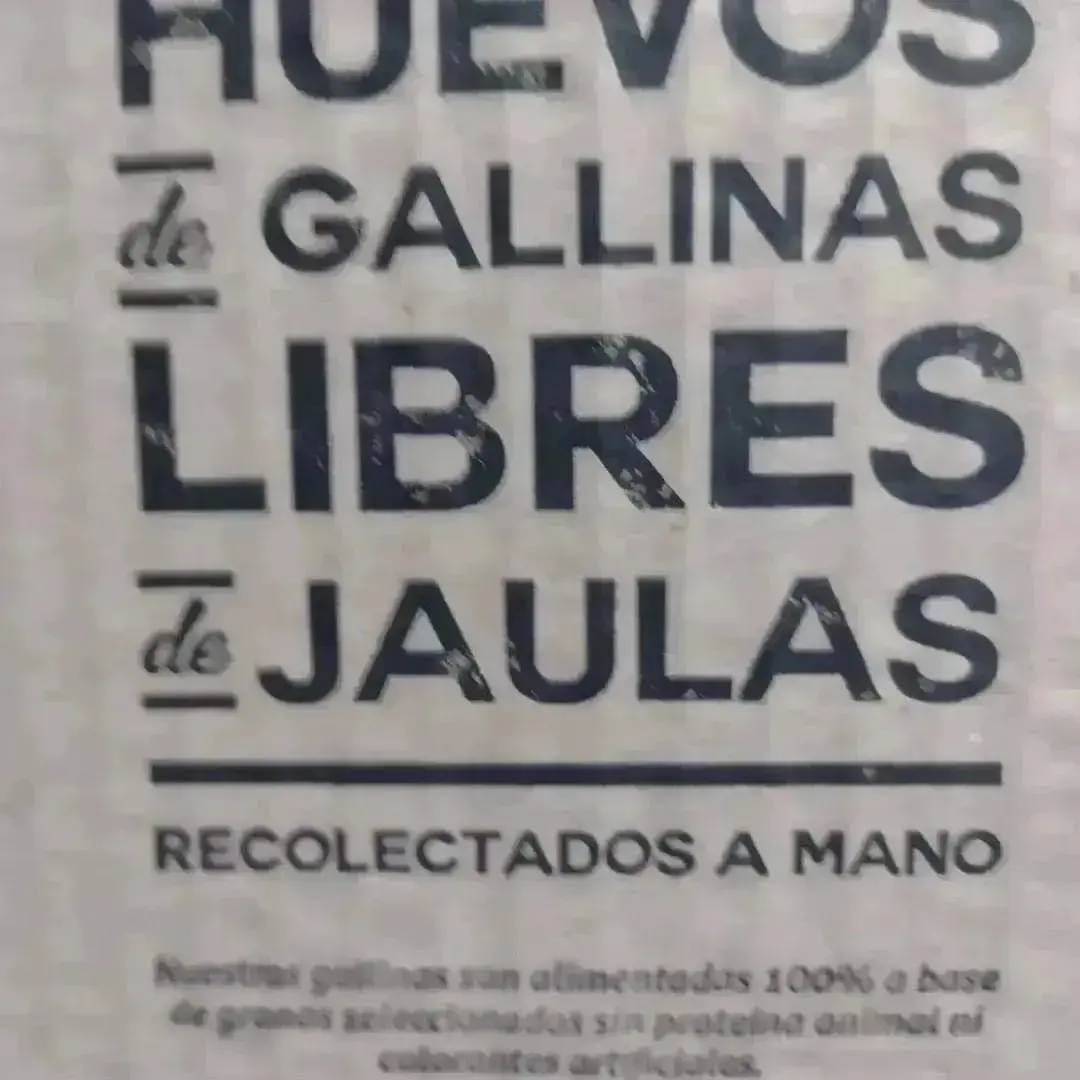 HUEVOS
de GALLINAS
LIBRES
de JAULAS
RECOLECTADOS A MANO
Nuestras gallinas son alimentadas 100% a base
de granos seleccionados sin proteína animal ni
colorantes artificiales.